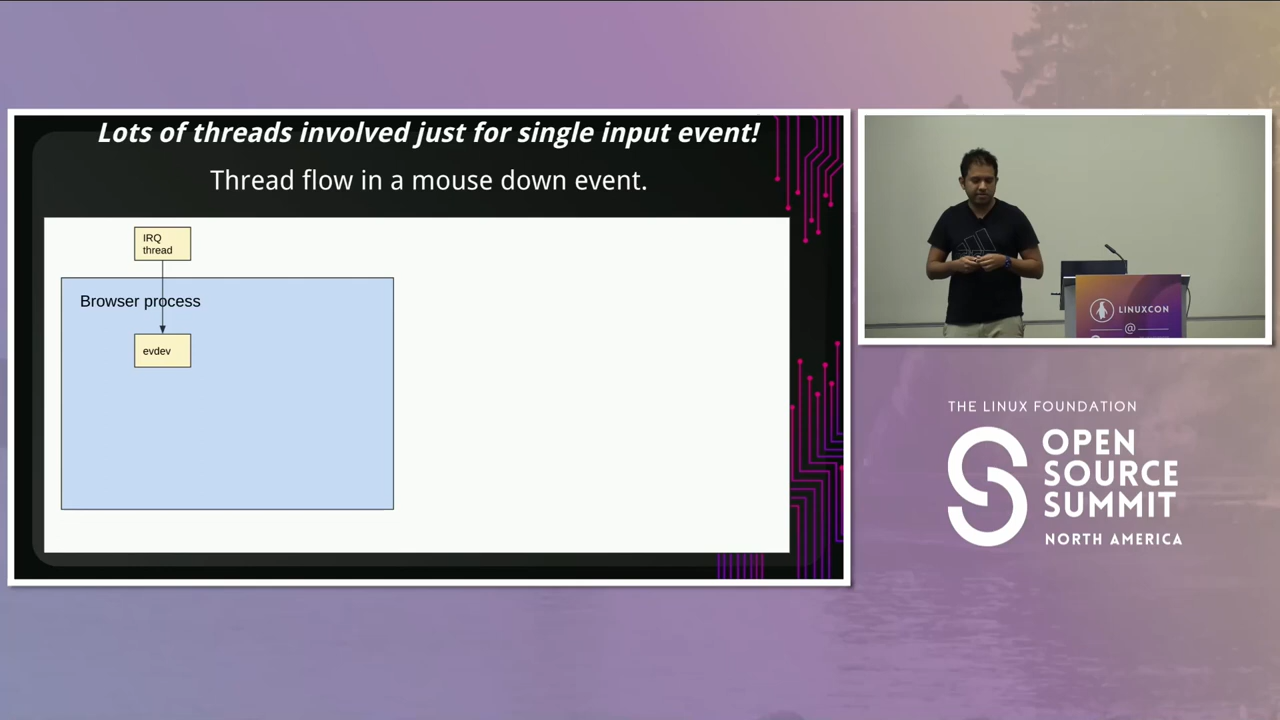 Lots of threads involved just for single input event!
Thread flow in a mouse down event.
IRQ
thread
Browser process
evdev
LINUXCON
@
THE LINUX FOUNDATION
OPEN
SOURCE
SUMMIT
NORTH AMERICA